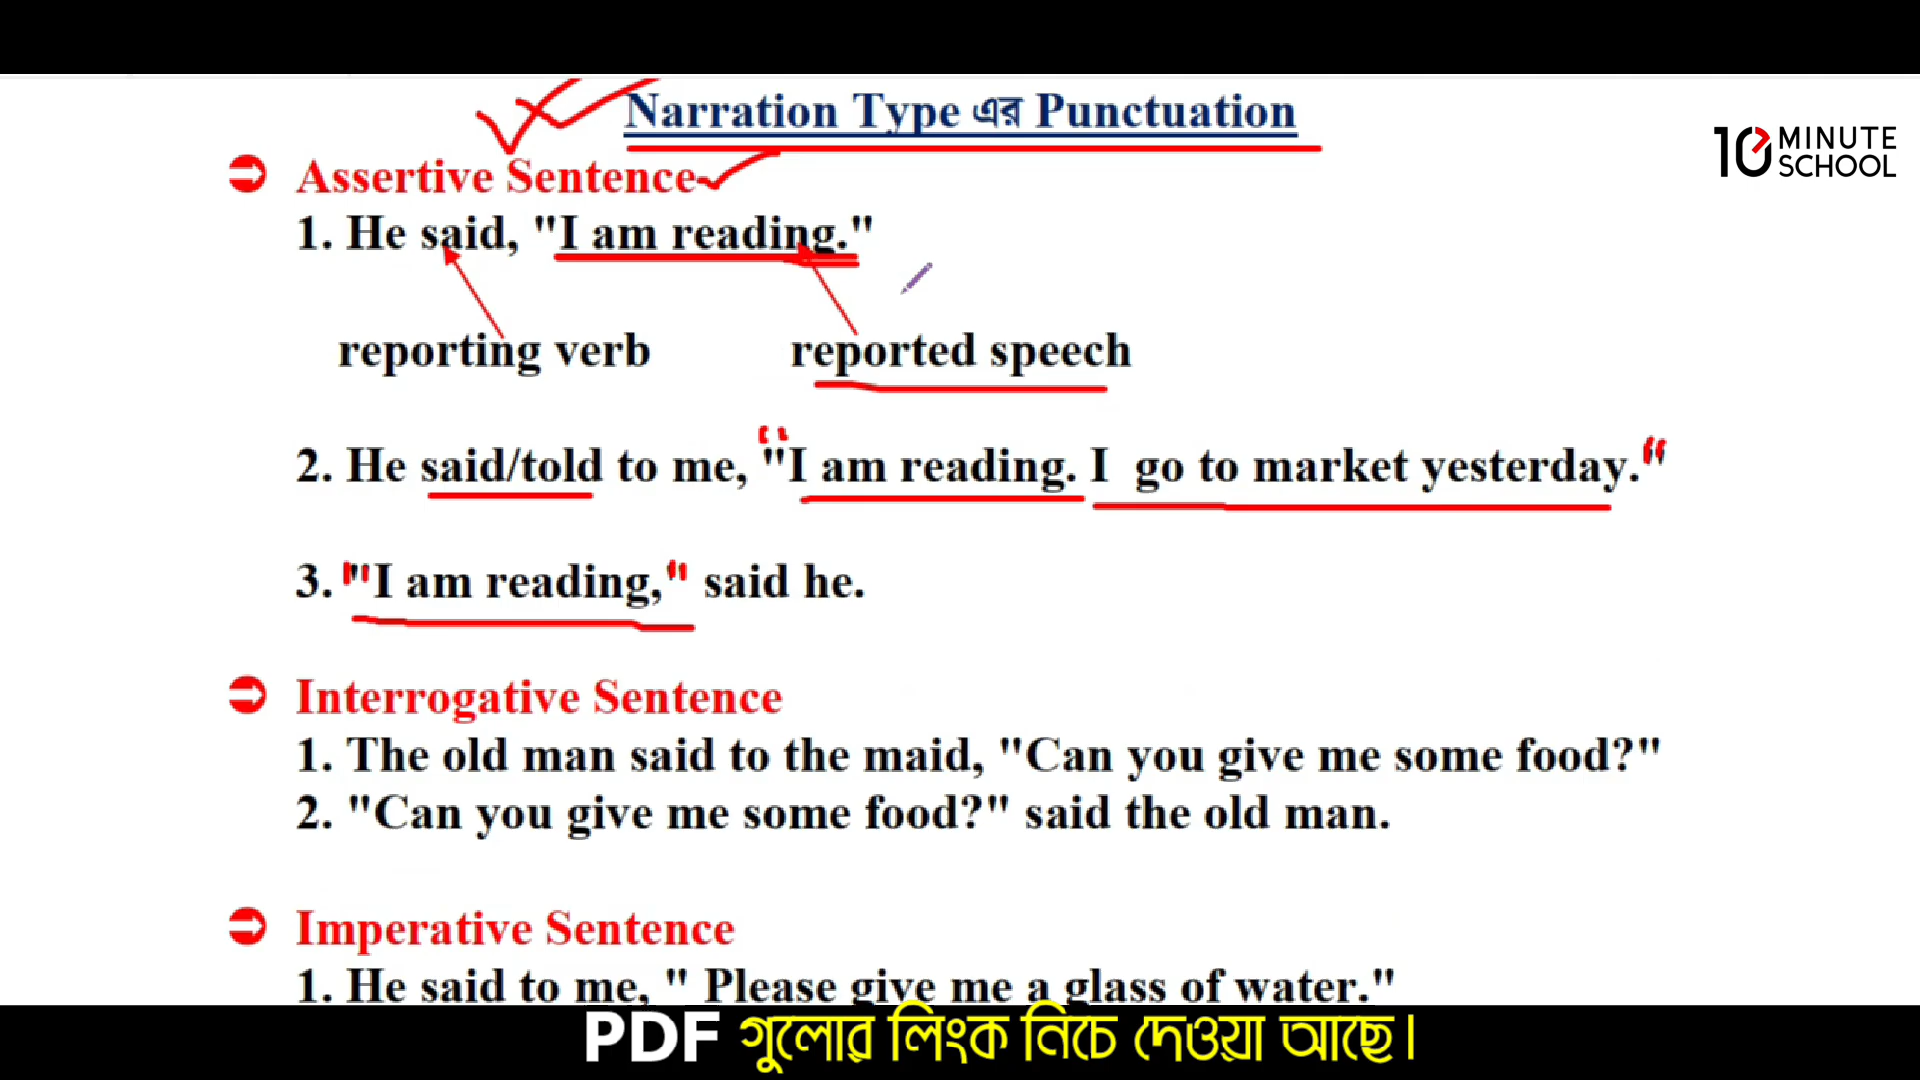 Narration Type এর Punctuation
10 MINUTE SCHOOL
Assertive Sentence
1. He said, "I am reading."
reporting verb reported speech
2. He said/told to me, "I am reading. I go to market yesterday."
3. "I am reading," said he.
Interrogative Sentence
1. The old man said to the maid, "Can you give me some food?"
2. "Can you give me some food?" said the old man.
Imperative Sentence
1. He said to me, " Please give me a glass of water."
PDF গুলোর লিংক নিচে দেওয়া আছে।